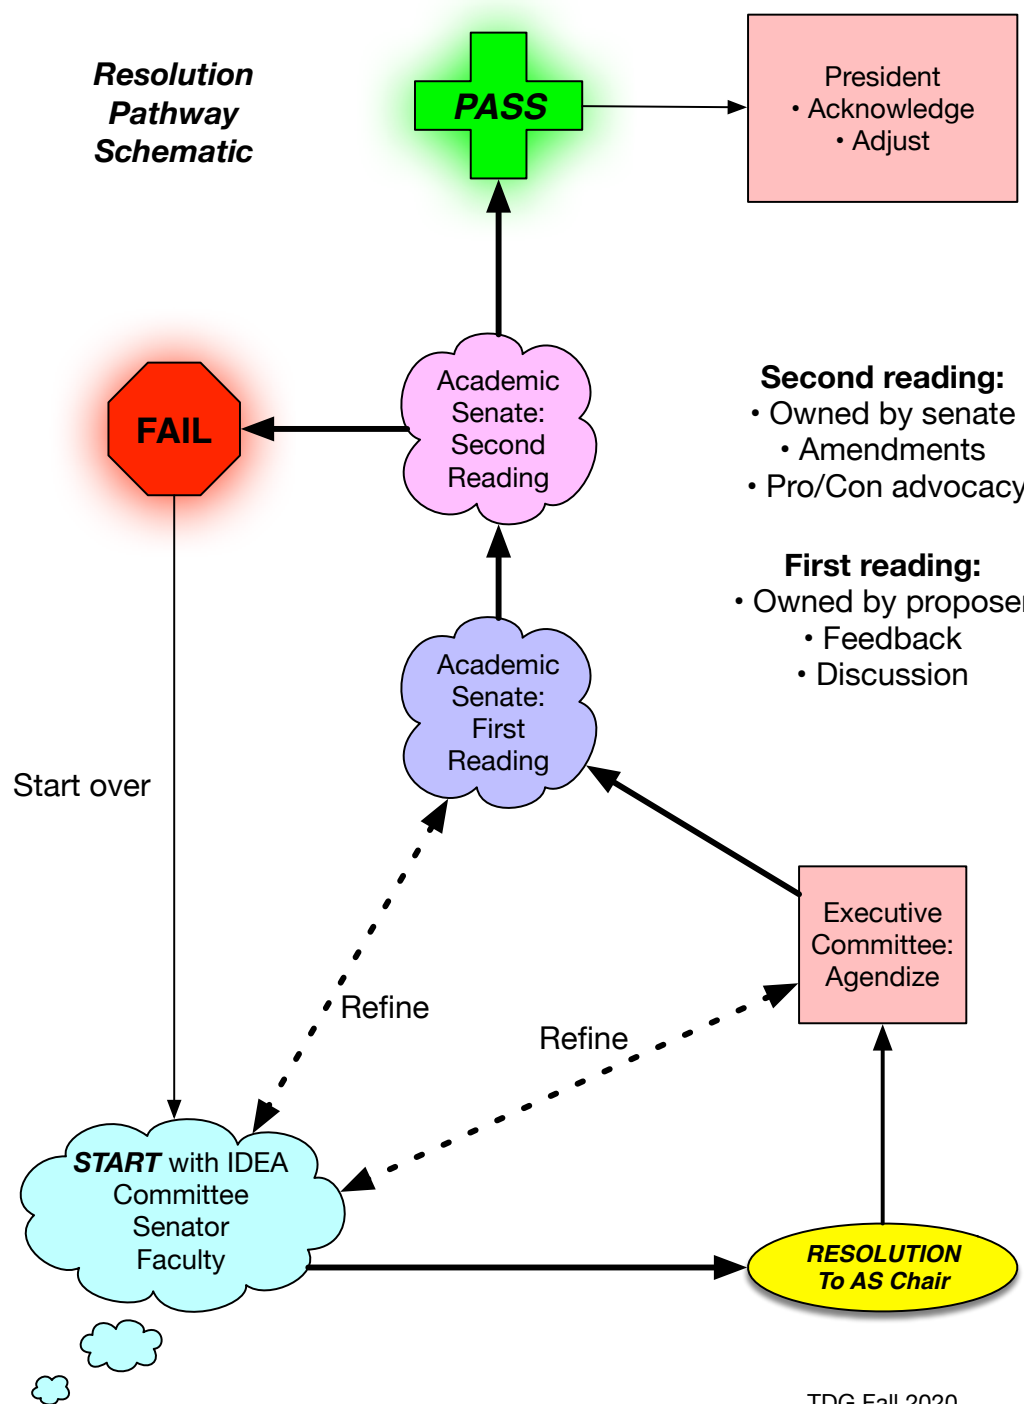 Resolution
Pathway
Schematic
PASS
President
• Acknowledge
• Adjust
FAIL
Academic
Senate:
Second
Reading
Second reading:
• Owned by senate
• Amendments
• Pro/Con advocacy
First reading:
• Owned by proposer
• Feedback
• Discussion
Academic
Senate:
First
Reading
Start over
Executive
Committee:
Agendize
Refine
Refine
START with IDEA
Committee
Senator
Faculty
RESOLUTION
To AS Chair
TDG Fall 2020